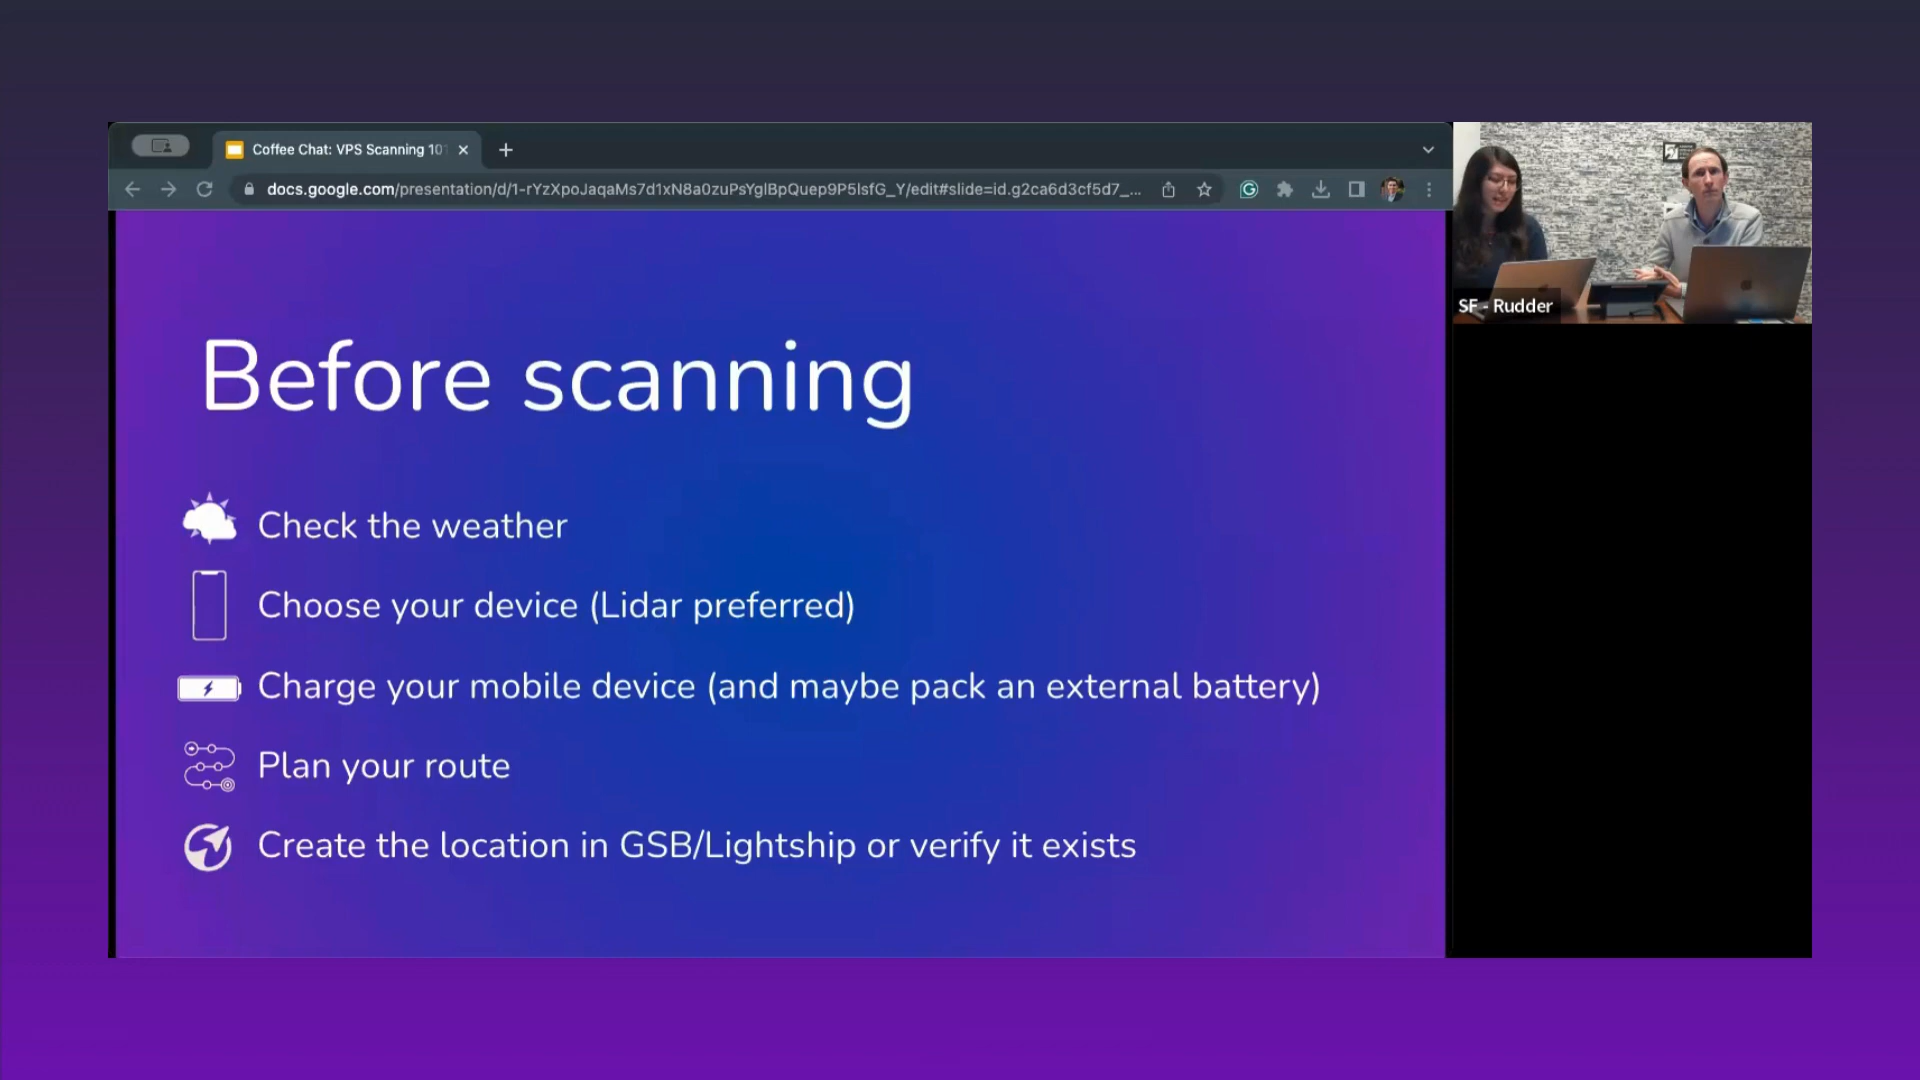 Coffee Chat: VPS Scanning 101
docs.google.com/presentation/d/1-rYzXpoJaqaMs7d1xN8a0zuPsYglBpQuep9P5lsfG_Y/edit#slide=id.g2ca6d3cf5d7_...
SF - Rudder
Before scanning
Check the weather
Choose your device (Lidar preferred)
Charge your mobile device (and maybe pack an external battery)
Plan your route
Create the location in GSB/Lightship or verify it exists